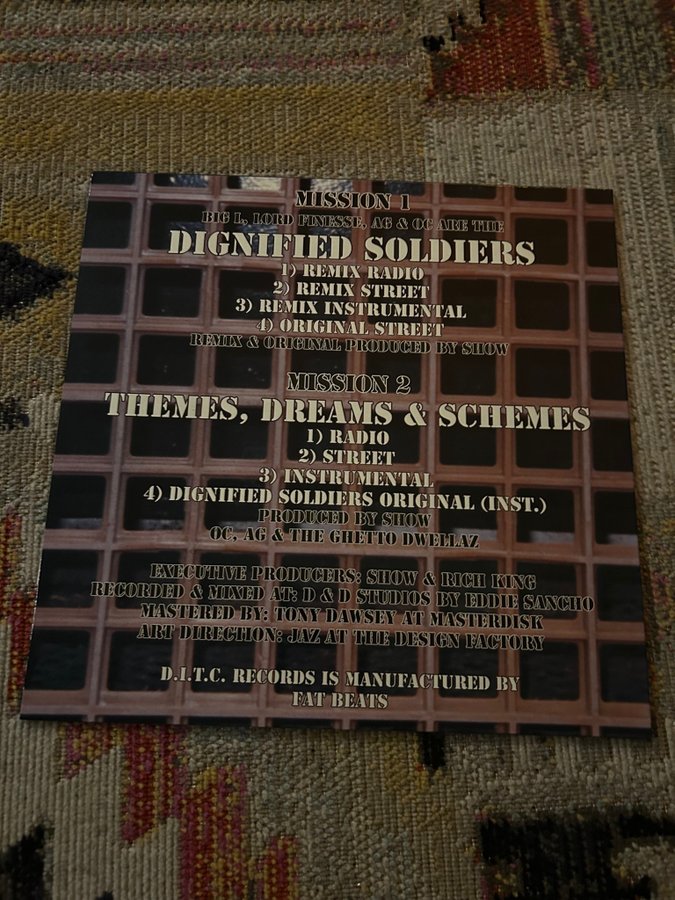 MISSION 1
BIG L, LORD FINESSE, AG & OC ARE THE
DIGNIFIED SOLDIERS
1) REMIX RADIO
2) REMIX STREET
3) REMIX INSTRUMENTAL
4) ORIGINAL STREET
REMIX & ORIGINAL PRODUCED BY SHOW
MISSION 2
THEMES, DREAMS & SCHEMES
1) RADIO
2) STREET
3) INSTRUMENTAL
4) DIGNIFIED SOLDIERS ORIGINAL (INST.)
PRODUCED BY SHOW
OC, AG & THE GHETTO DWELLAZ
EXECUTIVE PRODUCERS: SHOW & RICH KING
RECORDED & MIXED AT: D & D STUDIOS BY EDDIE SANCHO
MASTERED BY: TONY DAWSEY AT MASTERDISK
ART DIRECTION: JAZ AT THE DESIGN FACTORY
D.I.T.C. RECORDS IS MANUFACTURED BY
FAT BEATS